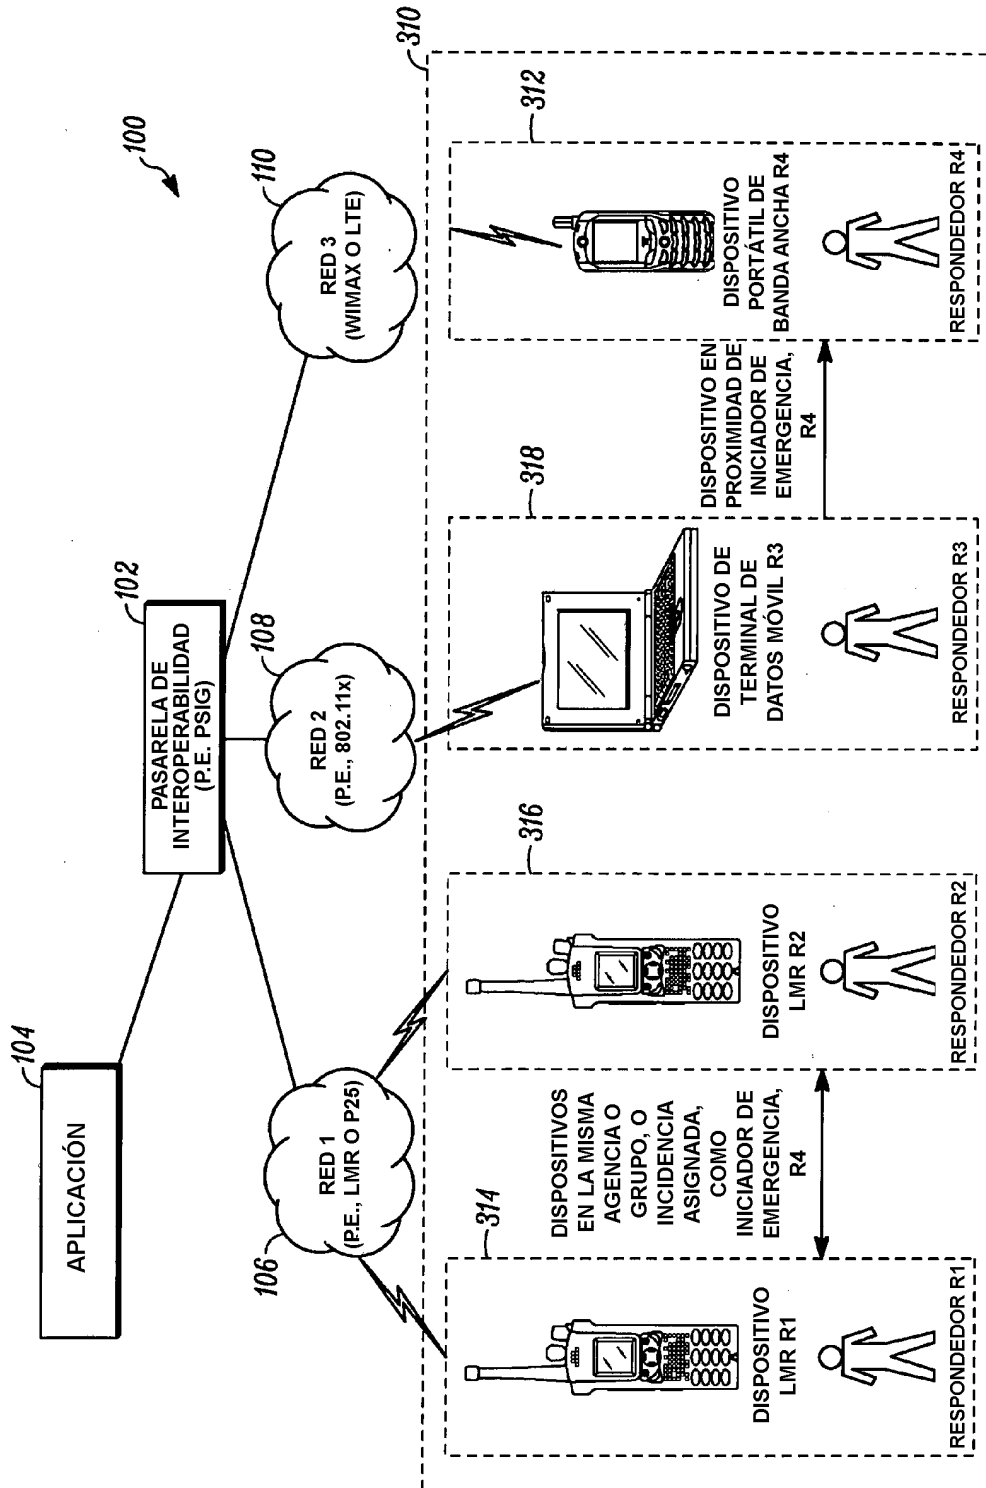 100
104
APLICACIÓN
102
PASARELA DE
INTEROPERABILIDAD
(P.E. PSIG)
106
RED 1
(P.E., LMR O P25)
108
RED 2
(P.E., 802.11x)
110
RED 3
(WIMAX O LTE)
310
314
DISPOSITIVO
LMR R1
RESPONDEDOR R1
DISPOSITIVOS
EN LA MISMA
AGENCIA O
GRUPO, O
INCIDENCIA
ASIGNADA,
COMO
INICIADOR DE
EMERGENCIA,
R4
316
DISPOSITIVO
LMR R2
RESPONDEDOR R2
318
DISPOSITIVO DE
TERMINAL DE
DATOS MÓVIL R3
RESPONDEDOR R3
DISPOSITIVO EN
PROXIMIDAD DE
INICIADOR DE
EMERGENCIA,
R4
312
DISPOSITIVO
PORTÁTIL DE
BANDA ANCHA R4
RESPONDEDOR R4